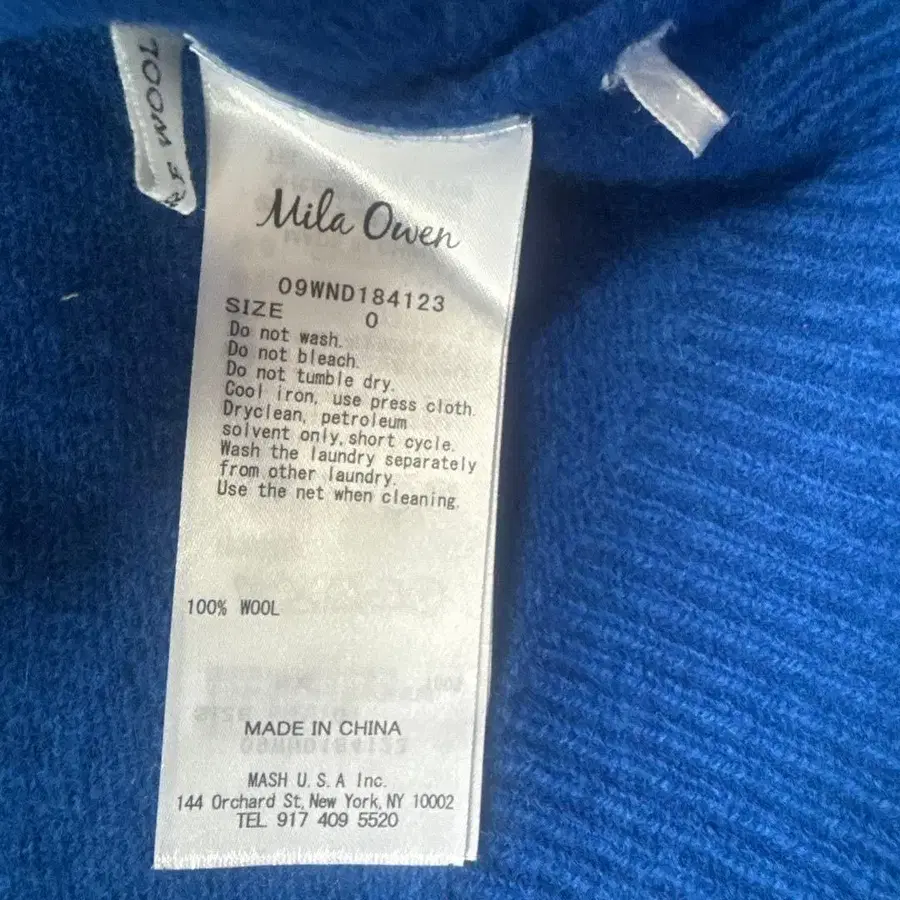 WOOL
Mila Owen
09WND184123
SIZE 0
Do not wash.
Do not bleach.
Do not tumble dry.
Cool iron, use press cloth.
Dryclean, petroleum
solvent only, short cycle.
Wash the laundry separately
from other laundry.
Use the net when cleaning.
100% WOOL
MADE IN CHINA
MASH U.S.A Inc.
144 Orchard St, New York, NY 10002
TEL 917 409 5520